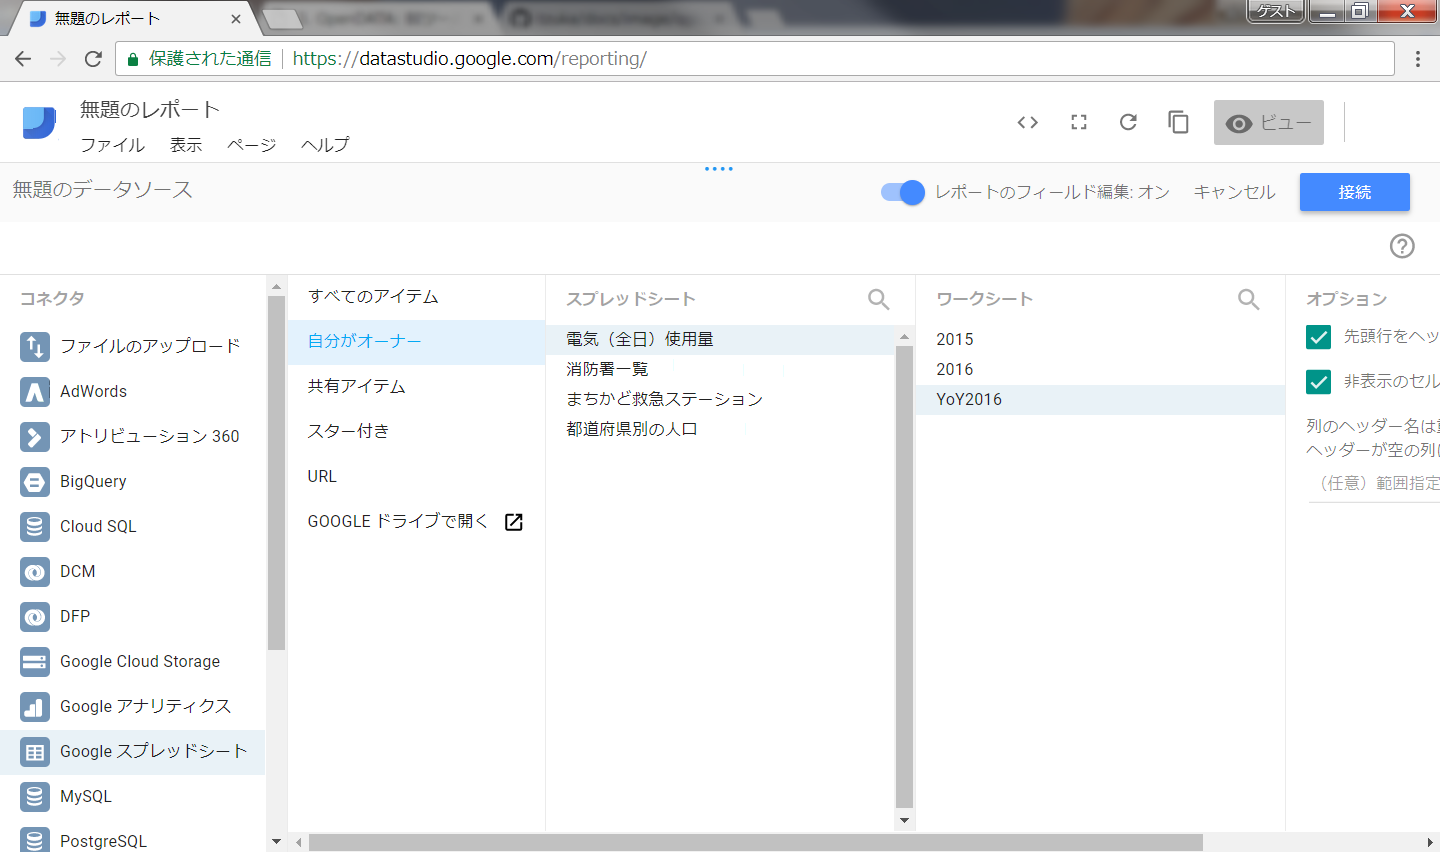 無題のレポート
ゲスト
保護された通信 https://datastudio.google.com/reporting/
無題のレポート
ファイル 表示 ページ ヘルプ
ビュー
無題のデータソース
レポートのフィールド編集: オン キャンセル 接続
コネクタ
ファイルのアップロード
AdWords
アトリビューション 360
BigQuery
Cloud SQL
DCM
DFP
Google Cloud Storage
Google アナリティクス
Google スプレッドシート
MySQL
PostgreSQL
すべてのアイテム
自分がオーナー
共有アイテム
スター付き
URL
GOOGLE ドライブで開く
スプレッドシート
電気（全日）使用量
消防署一覧
まちかど救急ステーション
都道府県別の人口
ワークシート
2015
2016
YoY2016
オプション
先頭行をヘッ
非表示のセル
列のヘッダー名は
ヘッダーが空の列
（任意）範囲指定